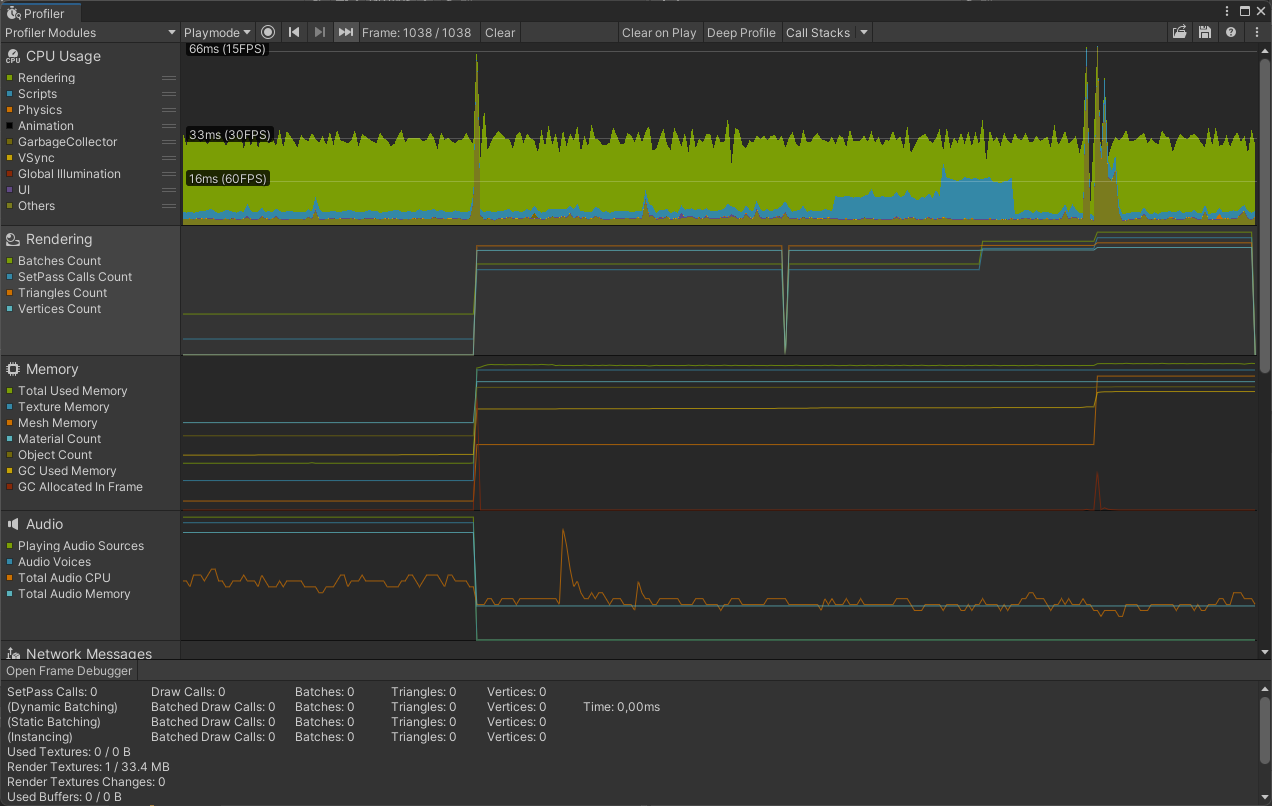 Profiler
Profiler Modules
Playmode
Frame: 1038 / 1038
Clear
Clear on Play
Deep Profile
Call Stacks
CPU Usage
CPU
Rendering
Scripts
Physics
Animation
GarbageCollector
VSync
Global Illumination
UI
Others
66ms (15FPS)
33ms (30FPS)
16ms (60FPS)
Rendering
Batches Count
SetPass Calls Count
Triangles Count
Vertices Count
Memory
Total Used Memory
Texture Memory
Mesh Memory
Material Count
Object Count
GC Used Memory
GC Allocated In Frame
Audio
Playing Audio Sources
Audio Voices
Total Audio CPU
Total Audio Memory
Network Messages
Open Frame Debugger
SetPass Calls: 0 Draw Calls: 0 Batches: 0 Triangles: 0 Vertices: 0
(Dynamic Batching) Batched Draw Calls: 0 Batches: 0 Triangles: 0 Vertices: 0 Time: 0,00ms
(Static Batching) Batched Draw Calls: 0 Batches: 0 Triangles: 0 Vertices: 0
(Instancing) Batched Draw Calls: 0 Batches: 0 Triangles: 0 Vertices: 0
Used Textures: 0 / 0 B
Render Textures: 1 / 33.4 MB
Render Textures Changes: 0
Used Buffers: 0 / 0 B